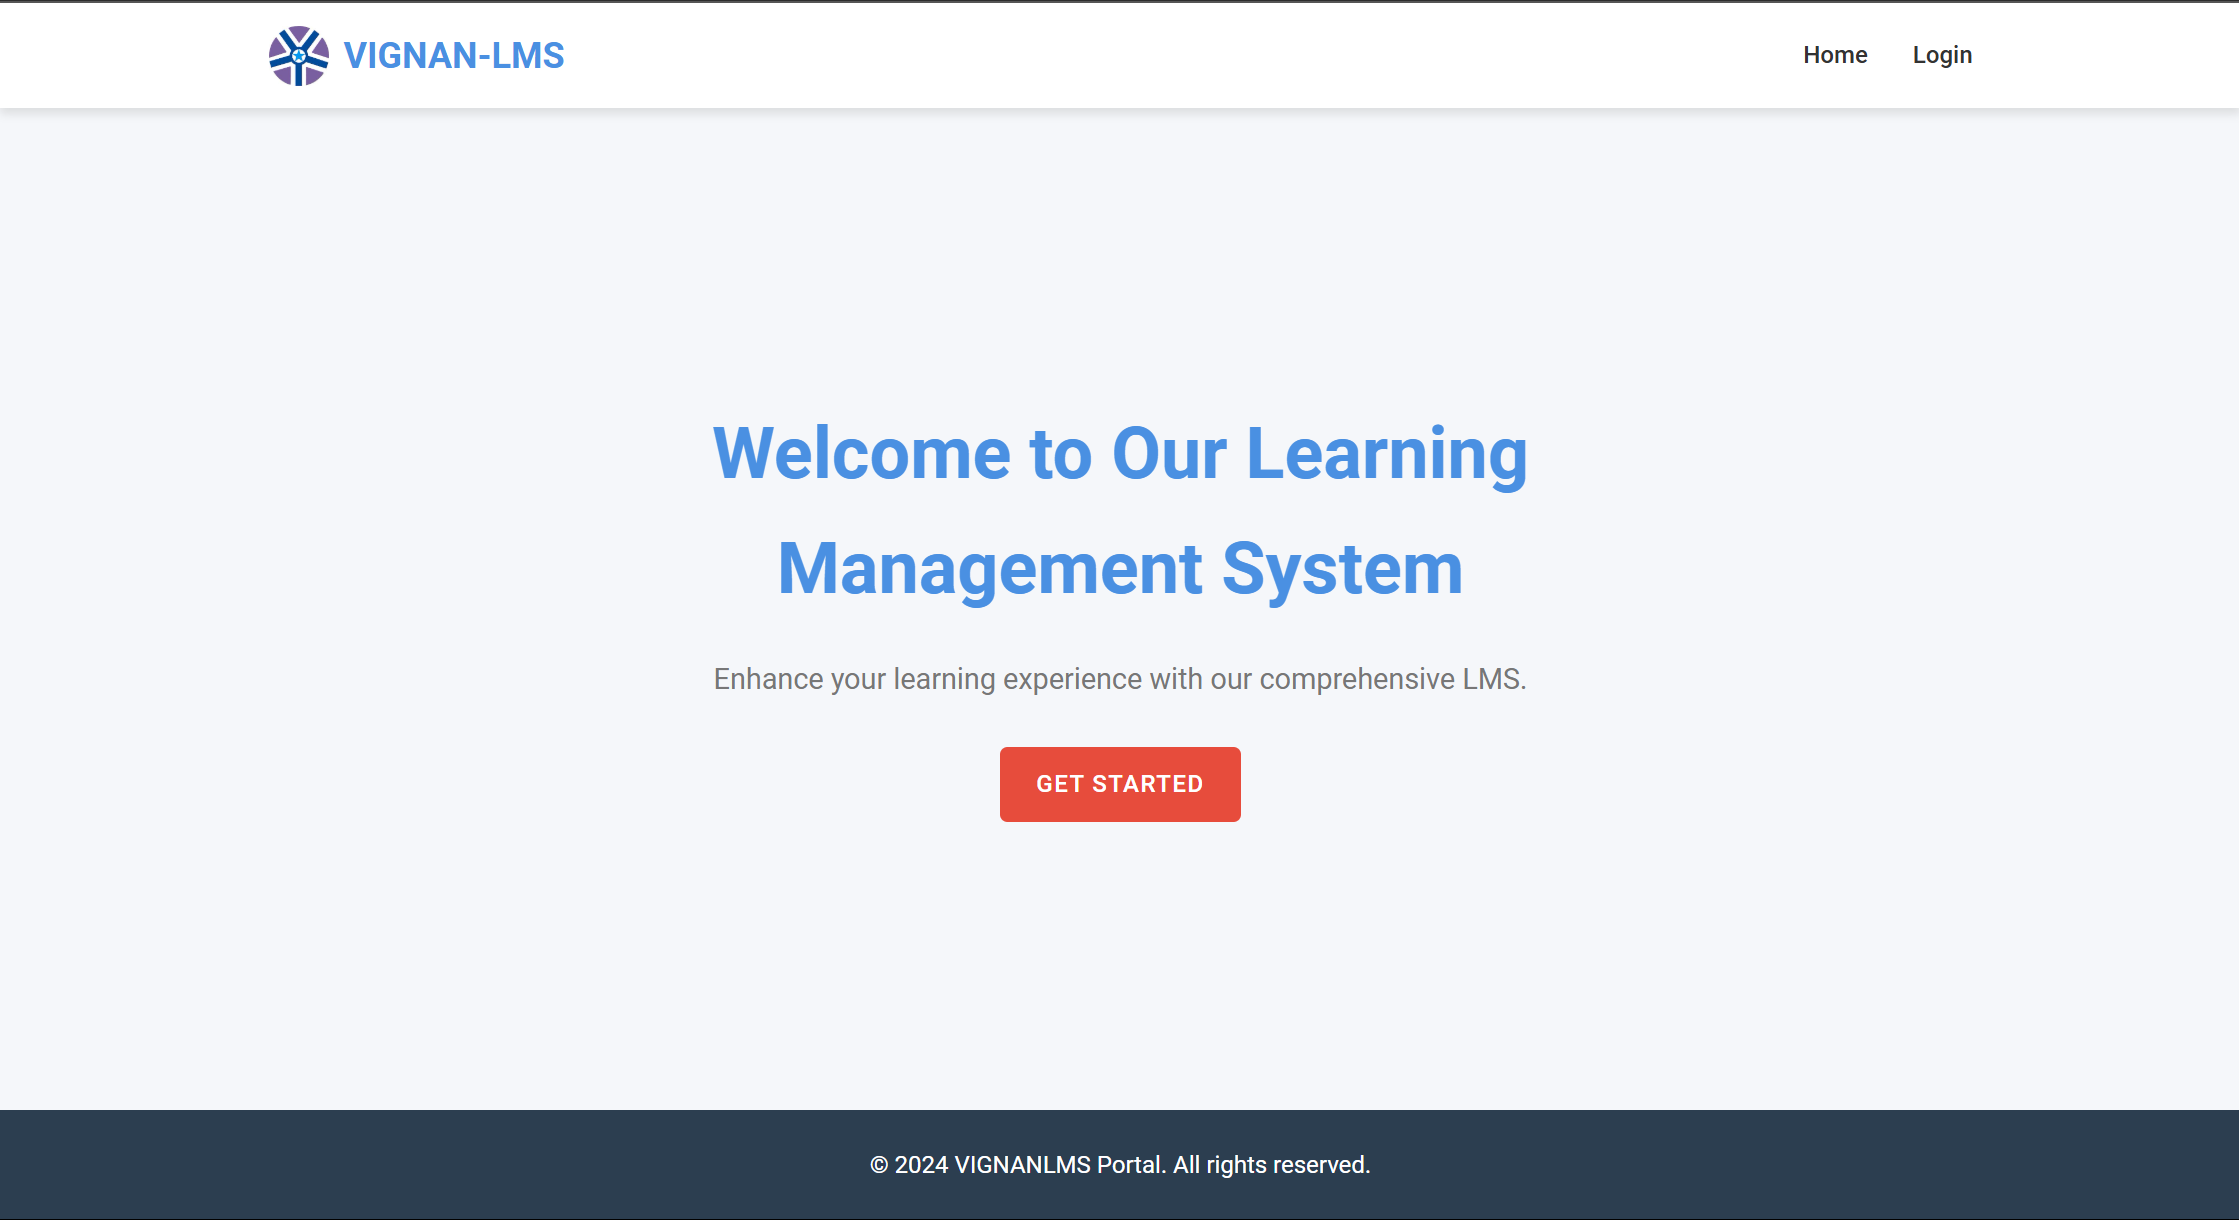 VIGNAN-LMS
Home
Login
Welcome to Our Learning
Management System
Enhance your learning experience with our comprehensive LMS.
GET STARTED
© 2024 VIGNANLMS Portal. All rights reserved.